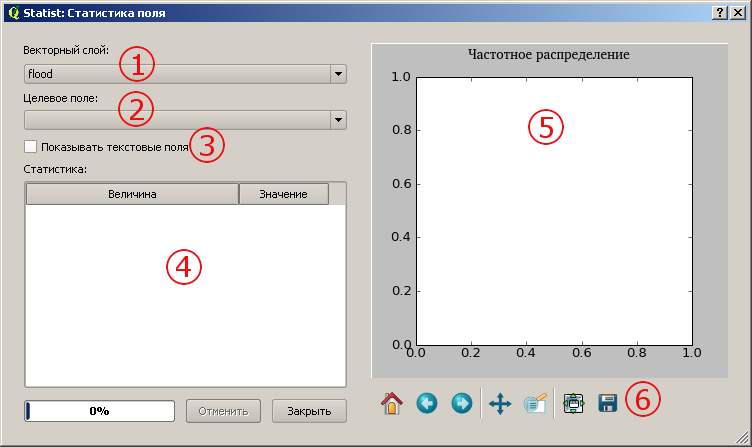 Statist: Статистика поля
Векторный слой:
1
flood
Целевое поле:
2
Показывать текстовые поля
3
Статистика:
Величина Значение
4
0% Отменить Закрыть
Частотное распределение
1.0
0.8
0.6
0.4
0.2
0.0
0.0 0.2 0.4 0.6 0.8 1.0
5
6